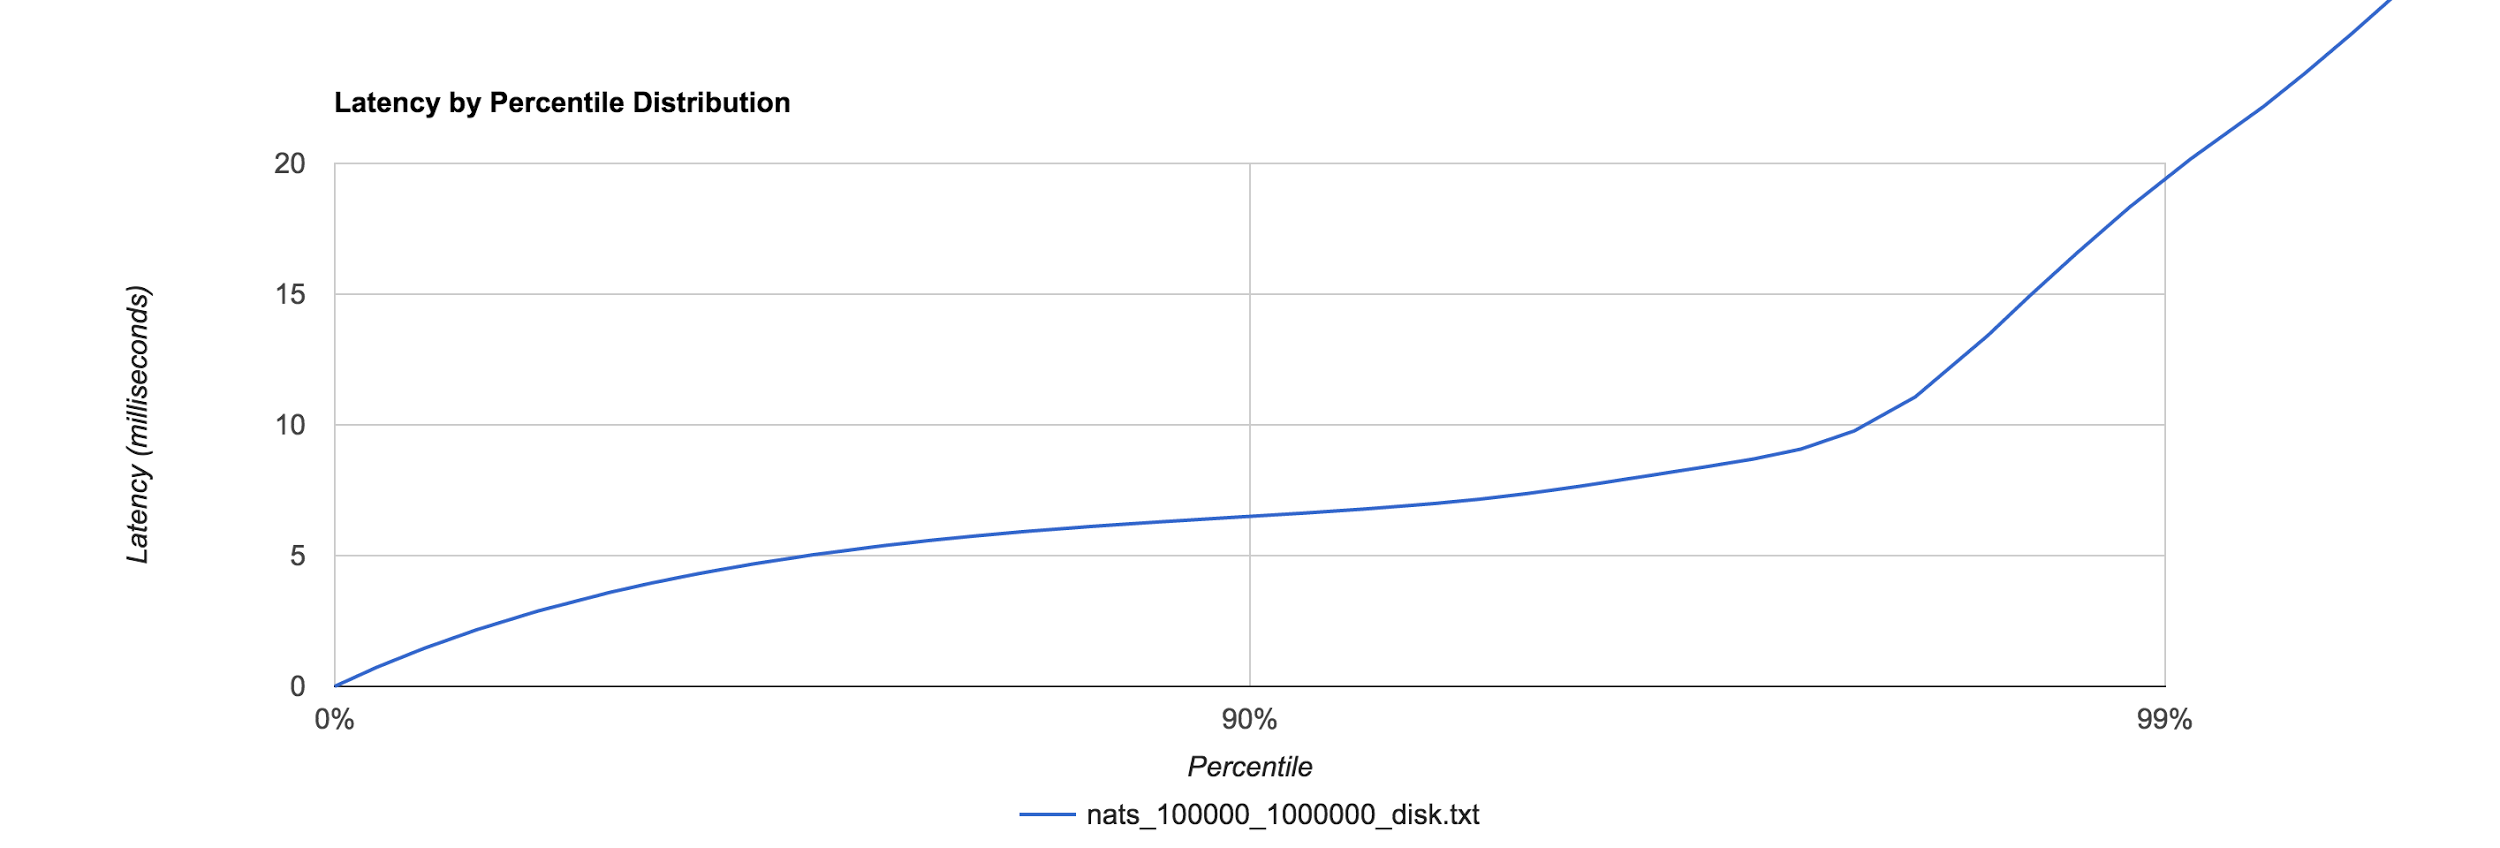 Latency by Percentile Distribution
20
15
10
5
0
Latency (milliseconds)
0%
90%
99%
Percentile
nats_100000_1000000_disk.txt